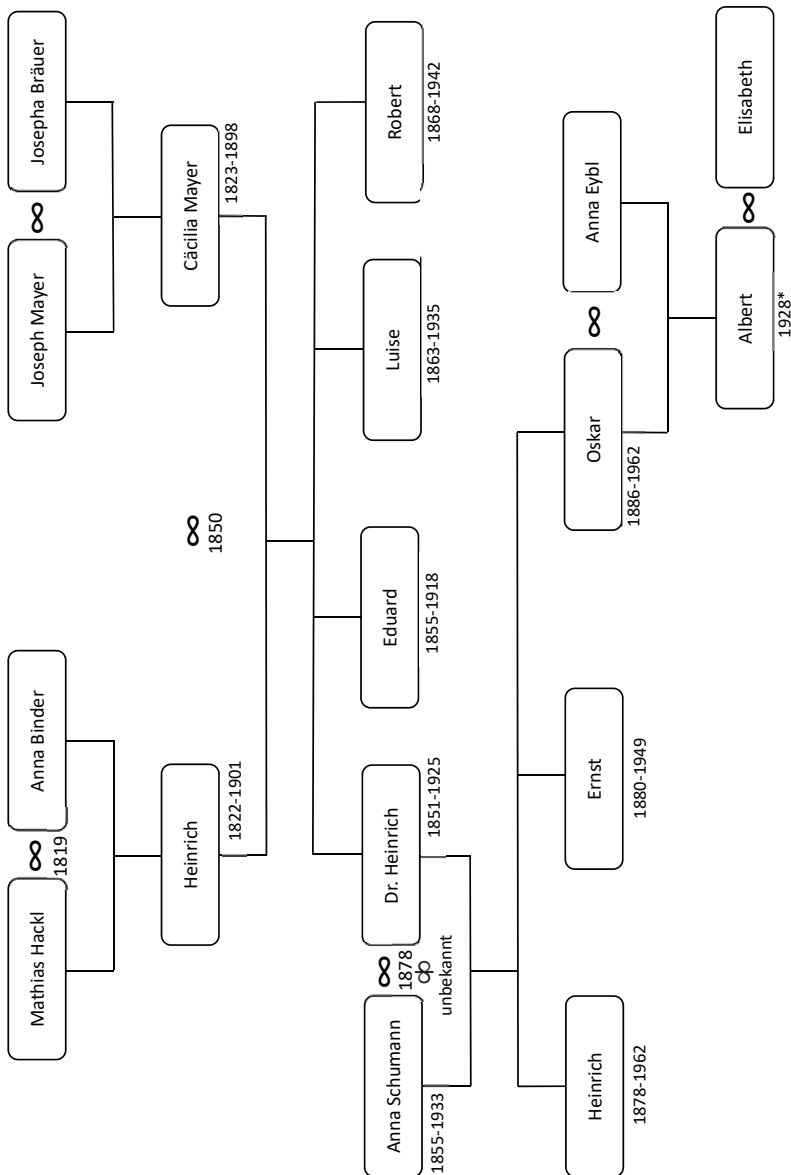 Mathias Hackl
∞
1819
Anna Binder
Joseph Mayer
∞
Josepha Bräuer
Heinrich
1822-1901
∞
1850
Cäcilia Mayer
1823-1898
Anna Schumann
1855-1933
∞
1878
unbekannt
Dr. Heinrich
1851-1925
Eduard
1855-1918
Luise
1863-1935
Robert
1868-1942
Heinrich
1878-1962
Ernst
1880-1949
Oskar
1886-1962
∞
Anna Eybl
Albert
1928*
∞
Elisabeth